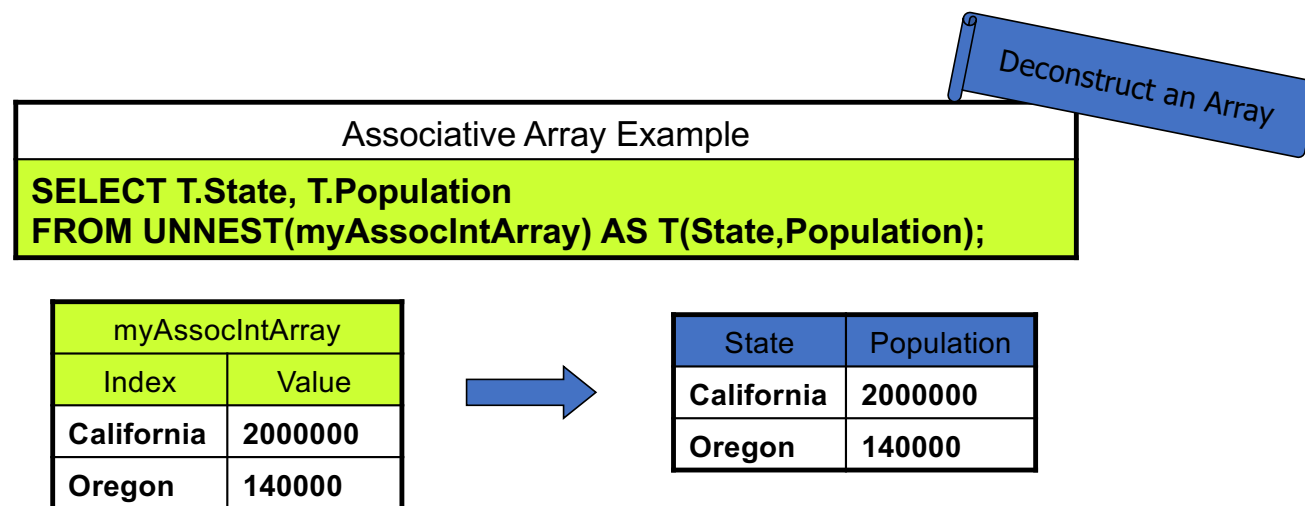 Deconstruct an Array
Associative Array Example
SELECT T.State, T.Population
FROM UNNEST(myAssocIntArray) AS T(State,Population);
myAssocIntArray
Index Value
California 2000000
Oregon 140000
State Population
California 2000000
Oregon 140000